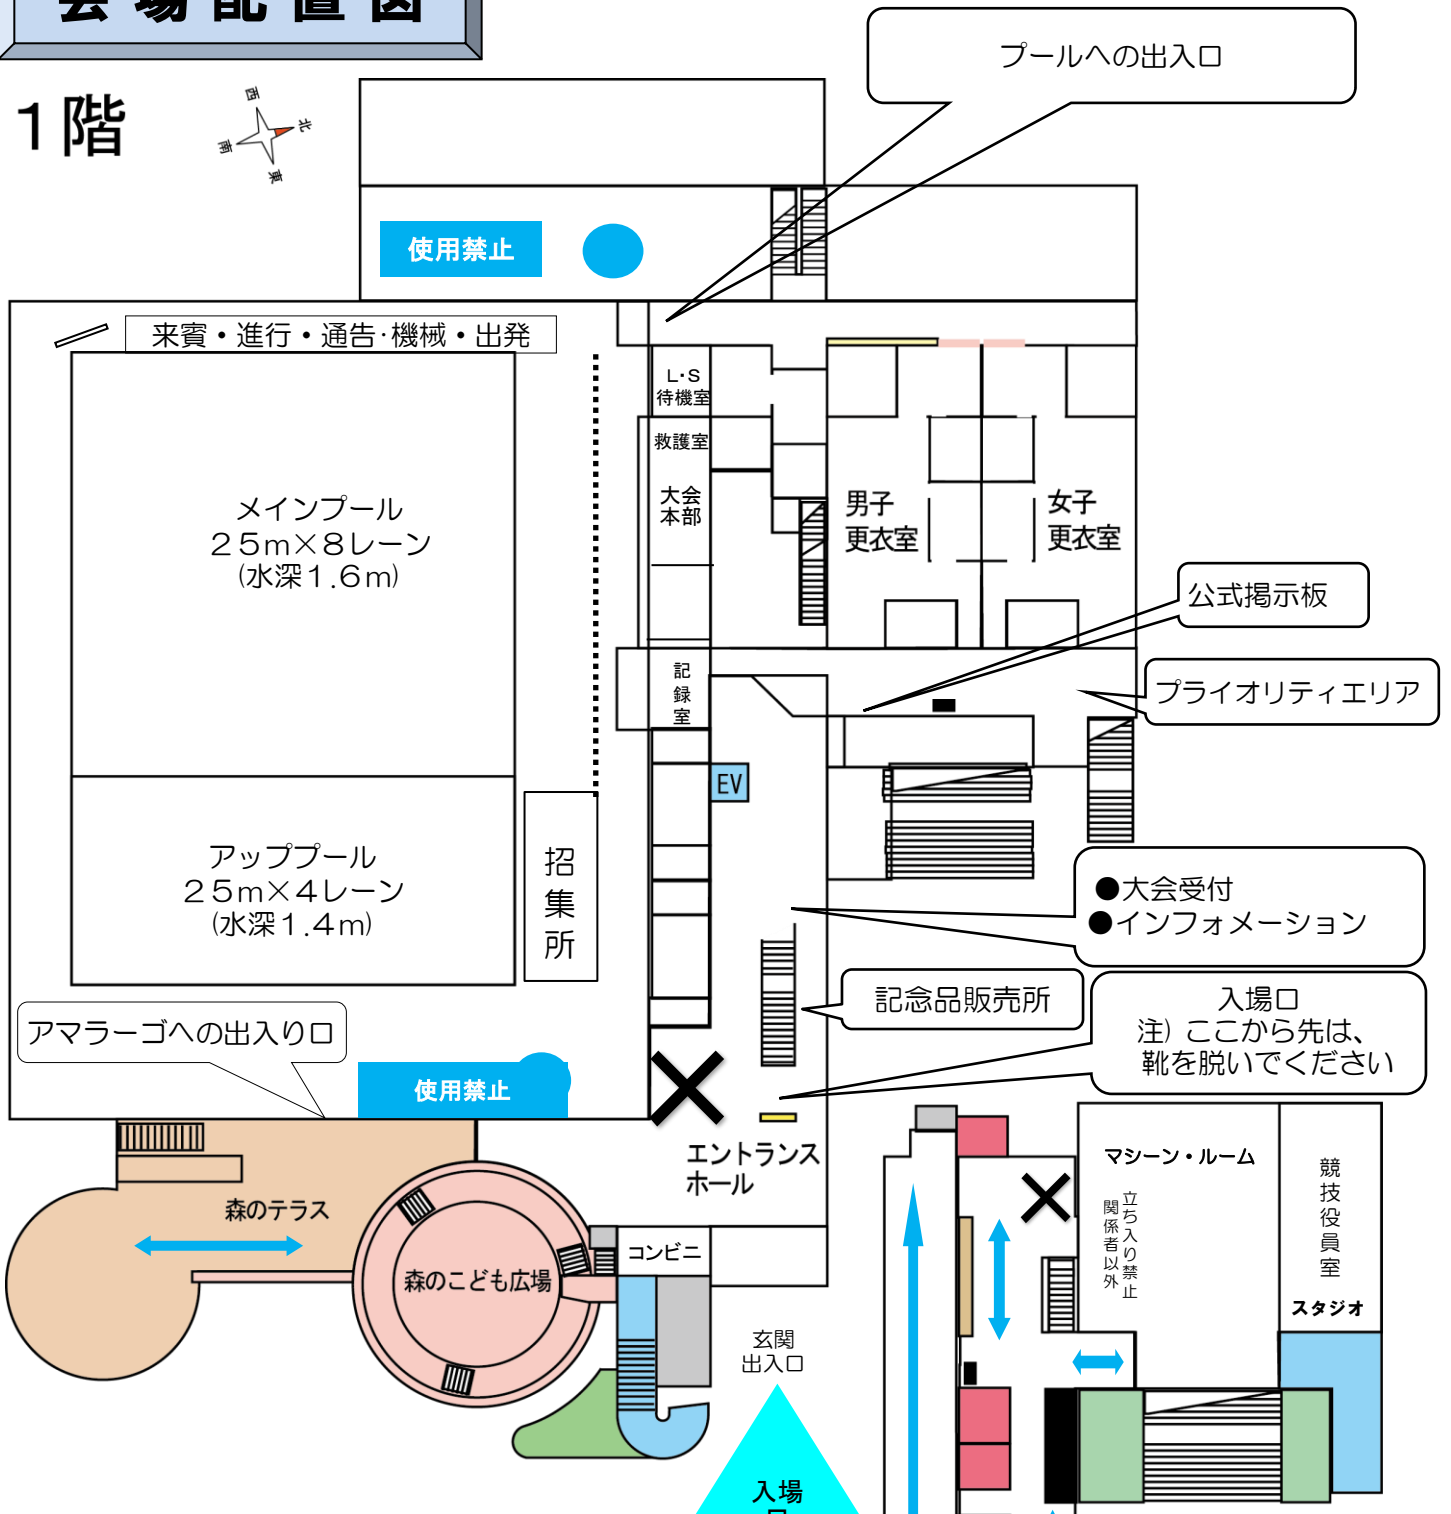 会場配置図
プールへの出入口
1階
西
北
南
東
使用禁止
来賓・進行・通告・機械・出発
L・S
待機室
救護室
大会
本部
メインプール
25m×8レーン
(水深1.6m)
男子
更衣室
女子
更衣室
公式掲示板
記録室
プライオリティエリア
EV
アッププール
25m×4レーン
(水深1.4m)
招集所
●大会受付
●インフォメーション
記念品販売所
入場口
注）ここから先は、
靴を脱いでください
アマラーゴへの出入り口
使用禁止
エントランス
ホール
マシーン・ルーム
立ち入り禁止
関係者以外
競技役員室
スタジオ
森のテラス
森のこども広場
コンビニ
玄関
出入口
入場